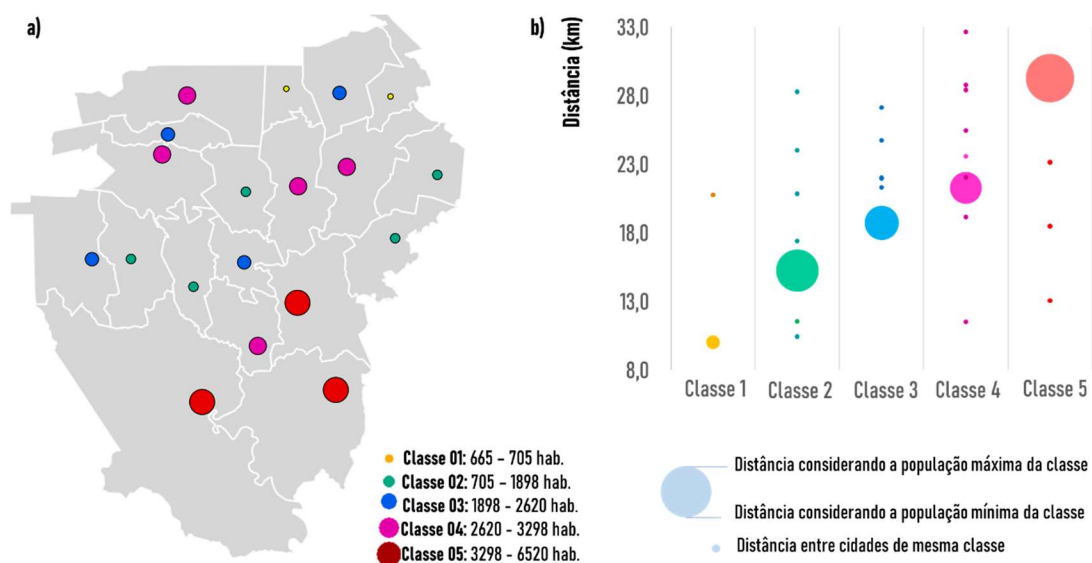 a)
Classe 01: 665 – 705 hab.
Classe 02: 705 – 1898 hab.
Classe 03: 1898 – 2620 hab.
Classe 04: 2620 – 3298 hab.
Classe 05: 3298 – 6520 hab.
b)
Distância (km)
33,0
28,0
23,0
18,0
13,0
8,0
Classe 1 Classe 2 Classe 3 Classe 4 Classe 5
Distância considerando a população máxima da classe
Distância considerando a população mínima da classe
Distância entre cidades de mesma classe